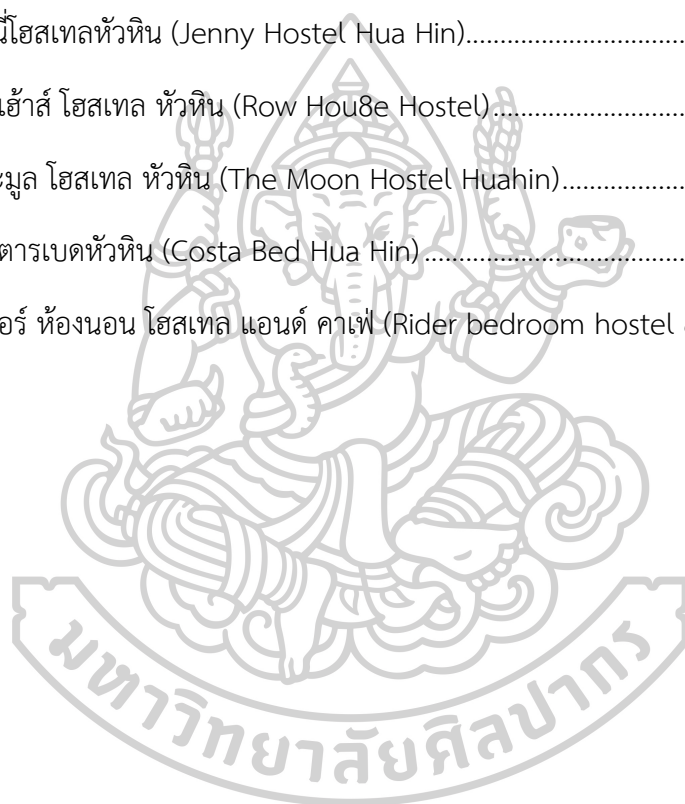 นี่โฮสเทลหัวหิน (Jenny Hostel Hua Hin)................................
เฮ้าส์ โฮสเทล หัวหิน (Row Hou8e Hostel)............................
ะมูล โฮสเทล หัวหิน (The Moon Hostel Huahin)..................
ตารเบดหัวหิน (Costa Bed Hua Hin).......................................
อร์ ห้องนอน โฮสเทล แอนด์ คาเฟ่ (Rider bedroom hostel
มหาวิทยาลัยศิลปากร